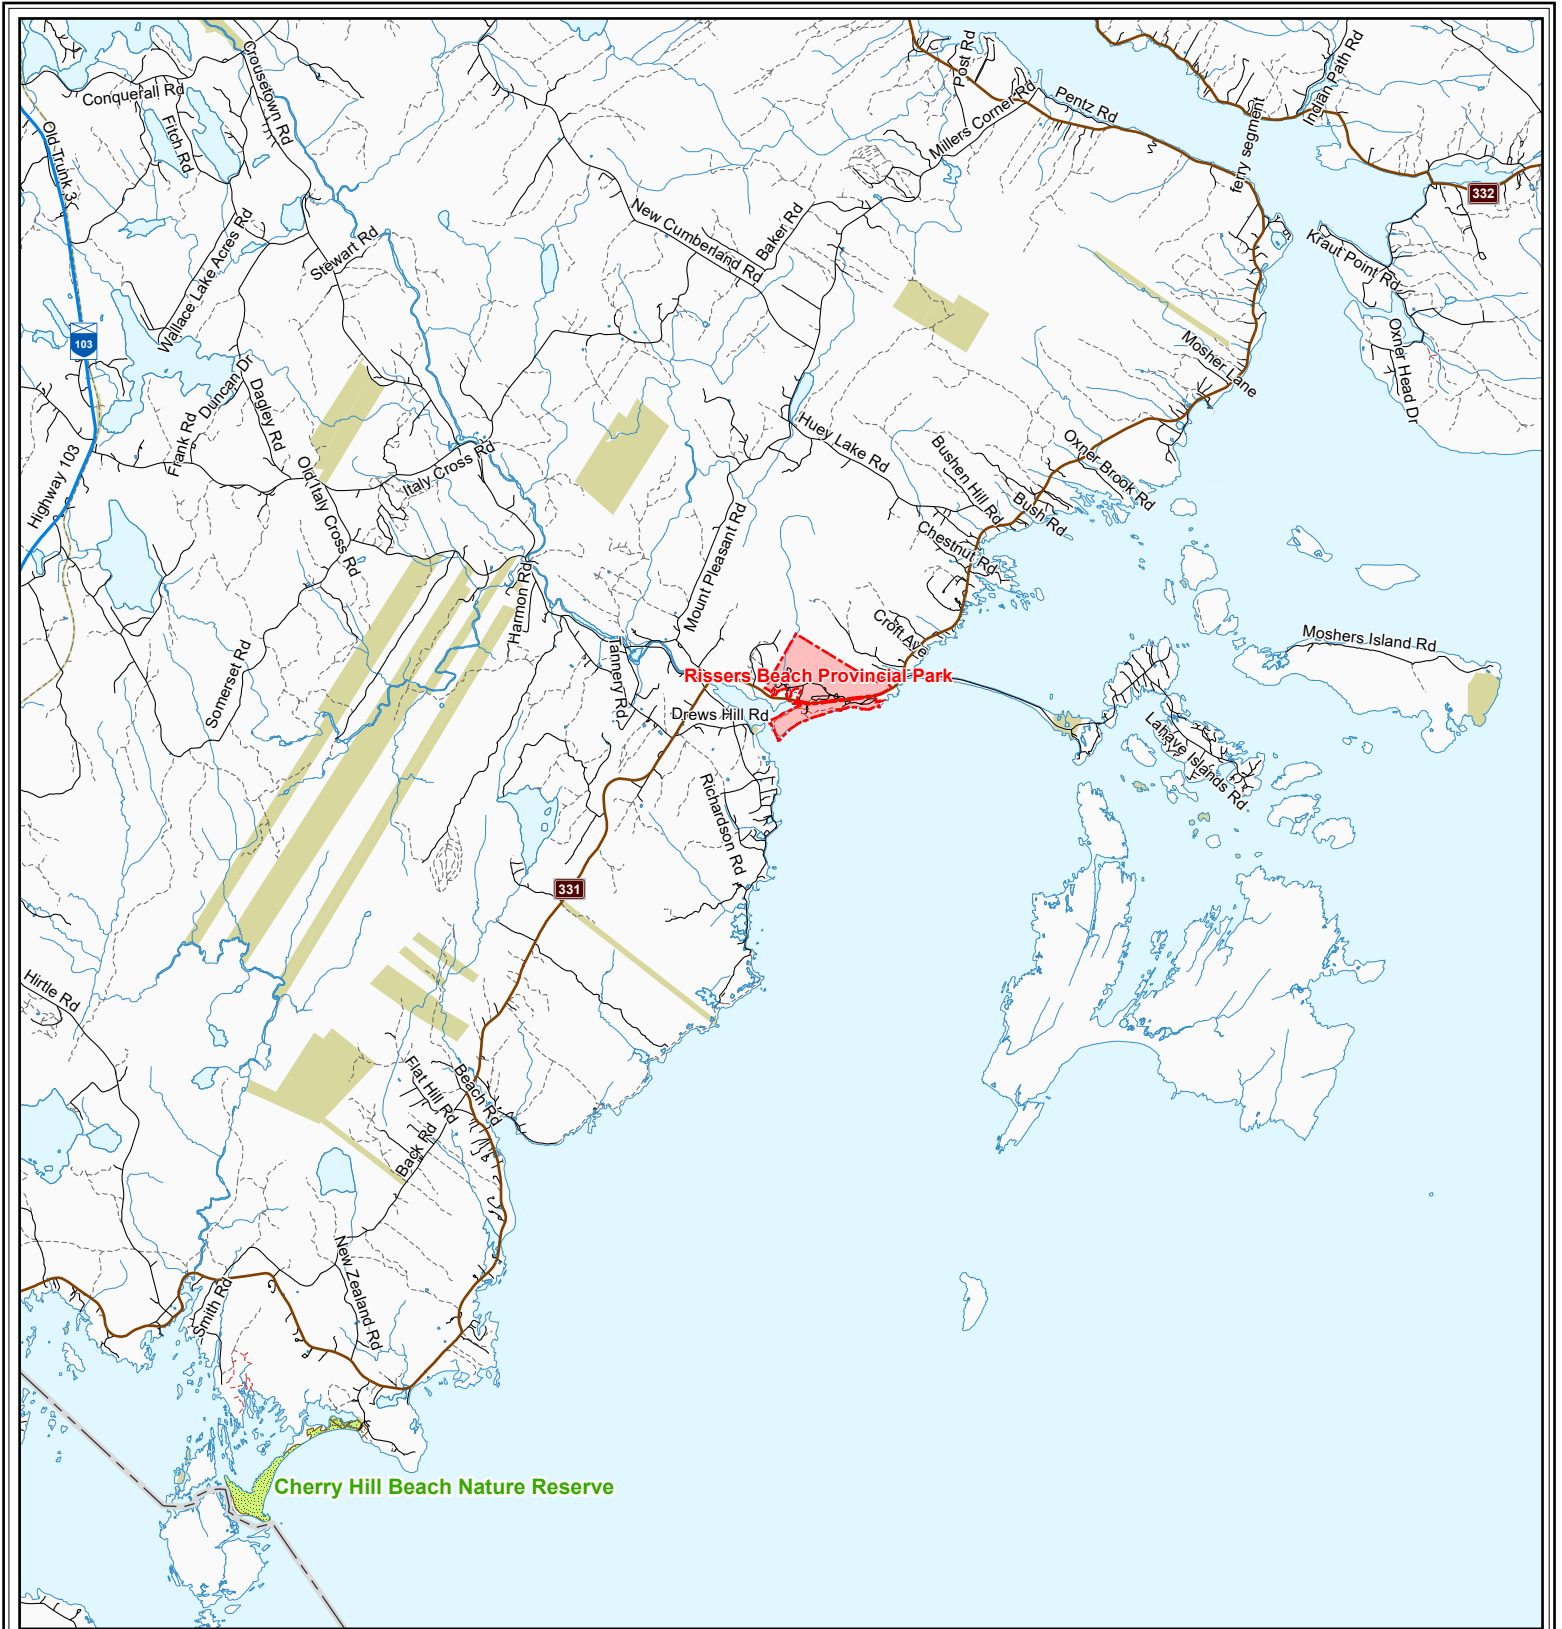 Conquerall Rd
Crousetown Rd
Fitch Rd
Old Trunk 3
Post Rd
Millers Corner Rd
Pentz Rd
ferry segment
Indian Path Rd
332
Kraut Point Rd
Oxner Head Dr
New Cumberland Rd
Baker Rd
Stewart Rd
Wallace Lake Acres Rd
103
Duncan Dr
Frank Rd
Dagley Rd
Highway 103
Old Italy Cross Rd
Italy Cross Rd
Mosher Lane
Huey Lake Rd
Bushen Hill Rd
Oxner Brook Rd
Bush Rd
Chestnut Rd
Croft Ave
Mount Pleasant Rd
Harmon Rd
Tannery Rd
Somerset Rd
Moshers Island Rd
Rissers Beach Provincial Park
Drews Hill Rd
Lahave Islands Rd
Richardson Rd
331
Hirtle Rd
Flat Hill Rd
Beach Rd
Back Rd
New Zealand Rd
Smith Rd
Cherry Hill Beach Nature Reserve